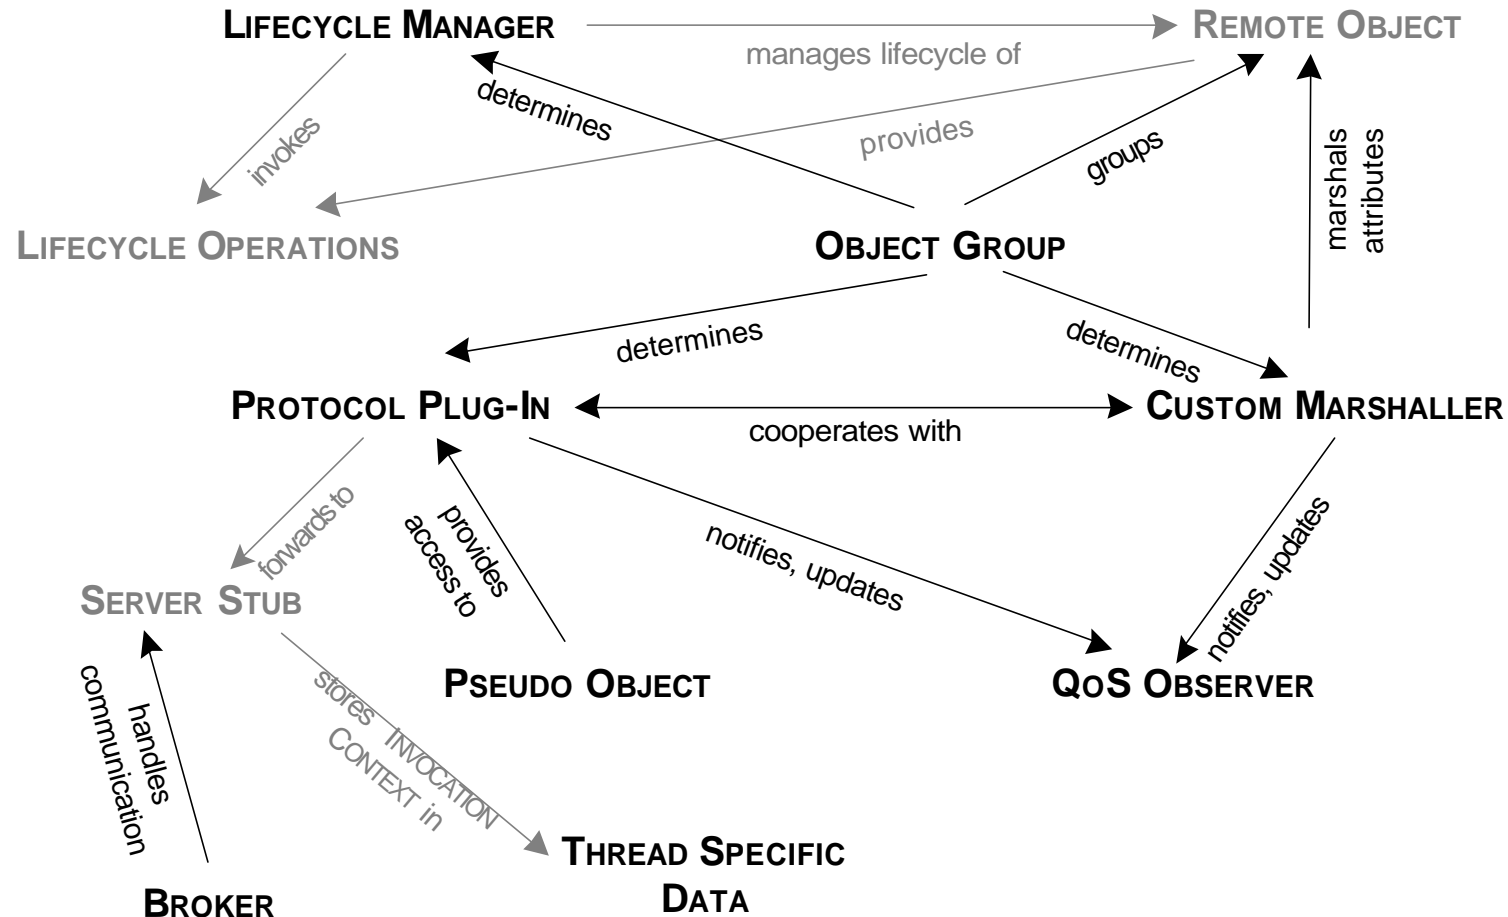 LIFECYCLE MANAGER
REMOTE OBJECT
manages lifecycle of
determines
invokes
provides
groups
marshals
attributes
LIFECYCLE OPERATIONS
OBJECT GROUP
determines
determines
PROTOCOL PLUG-IN
CUSTOM MARSHALLER
cooperates with
forwards to
provides
access to
notifies, updates
notifies, updates
SERVER STUB
PSEUDO OBJECT
QOS OBSERVER
handles
communication
stores INVOCATION
CONTEXT in
THREAD SPECIFIC
DATA
BROKER